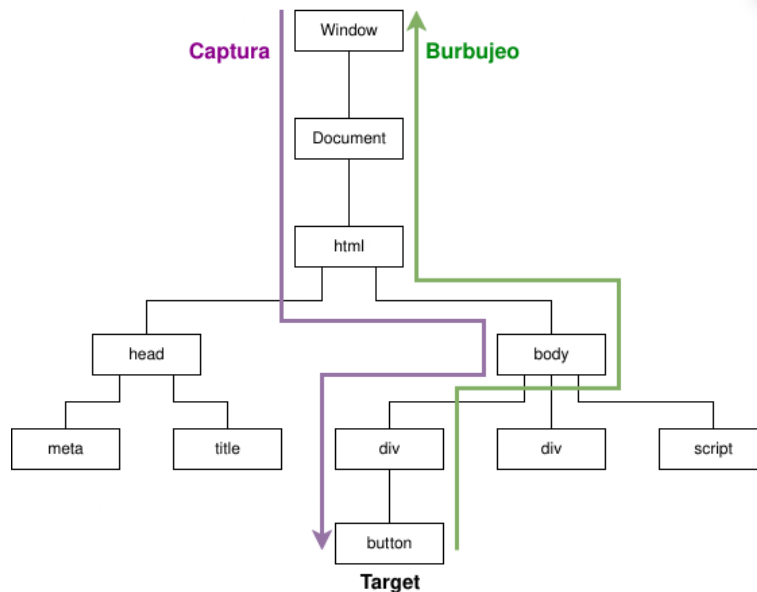 Window
Captura
Burbujeo
Document
html
head
body
meta
title
div
div
script
button
Target